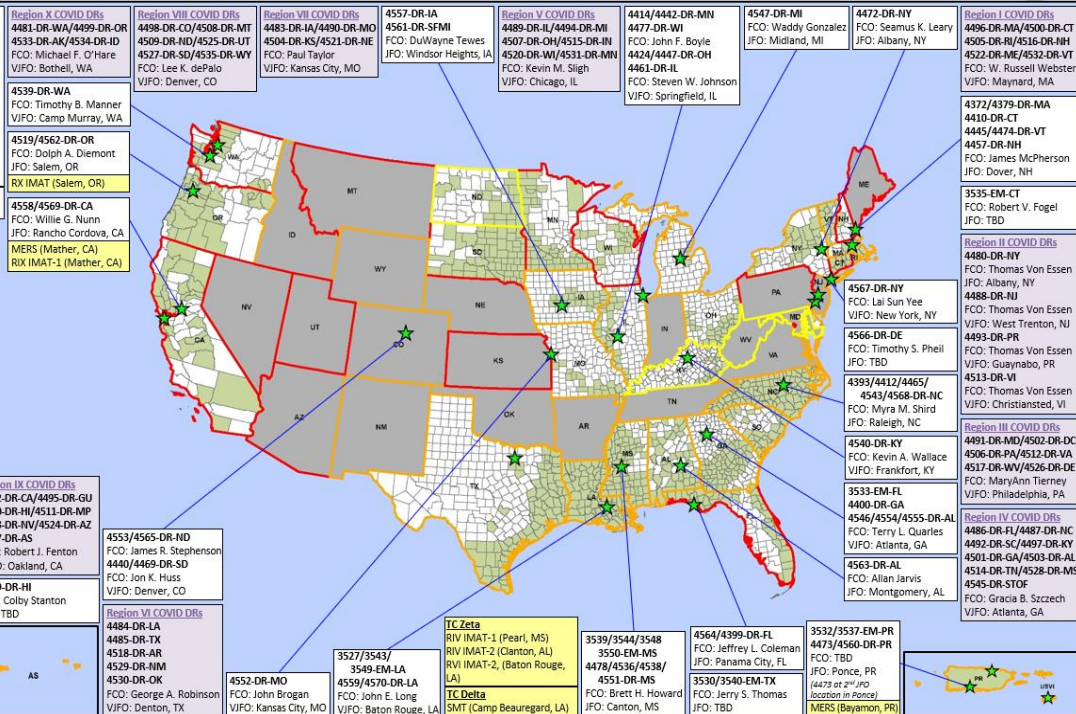 Region X COVID DRs
4481-DR-WA/4499-DR-OR
4533-DR-AK/4534-DR-ID
FCO: Michael F. O'Hare
VJFO: Bothell, WA
Region VIII COVID DRs
4498-DR-CO/4508-DR-MT
4509-DR-ND/4525-DR-UT
4527-DR-SD/4535-DR-WY
FCO: Lee K. dePalo
VJFO: Denver, CO
Region VII COVID DRs
4483-DR-IA/4490-DR-MO
4504-DR-KS/4521-DR-NE
FCO: Paul Taylor
VJFO: Kansas City, MO
4557-DR-IA
4561-DR-SFMI
FCO: DuWayne Tewes
JFO: Windsor Heights, IA
Region V COVID DRs
4489-DR-IL/4494-DR-MI
4507-DR-OH/4515-DR-IN
4520-DR-WI/4531-DR-MN
FCO: Kevin M. Sligh
VJFO: Chicago, IL
4414/4442-DR-MN
4477-DR-WI
FCO: John F. Boyle
4424/4447-DR-OH
4461-DR-IL
FCO: Steven W. Johnson
VJFO: Springfield, IL
4547-DR-MI
FCO: Waddy Gonzalez
JFO: Midland, MI
4472-DR-NY
FCO: Seamus K. Leary
JFO: Albany, NY
Region I COVID DRs
4496-DR-MA/4500-DR-CT
4505-DR-RI/4516-DR-NH
4522-DR-ME/4532-DR-VT
FCO: W. Russell Webster
VJFO: Maynard, MA
4539-DR-WA
FCO: Timothy B. Manner
VJFO: Camp Murray, WA
4519/4562-DR-OR
FCO: Dolph A. Diemont
JFO: Salem, OR
RX IMAT (Salem, OR)
4558/4569-DR-CA
FCO: Willie G. Nunn
JFO: Rancho Cordova, CA
MERS (Mather, CA)
RIX IMAT-1 (Mather, CA)
4372/4379-DR-MA
4410-DR-CT
4445/4474-DR-VT
4457-DR-NH
FCO: James McPherson
JFO: Dover, NH
3535-EM-CT
FCO: Robert V. Fogel
JFO: TBD
Region II COVID DRs
4480-DR-NY
FCO: Thomas Von Essen
JFO: Albany, NY
4488-DR-NJ
FCO: Thomas Von Essen
VJFO: West Trenton, NJ
4493-DR-PR
FCO: Thomas Von Essen
VJFO: Guaynabo, PR
4513-DR-VI
FCO: Thomas Von Essen
VJFO: Christiansted, VI
4567-DR-NY
FCO: Lai Sun Yee
VJFO: New York, NY
4566-DR-DE
FCO: Timothy S. Pheil
JFO: TBD
4393/4412/4465/
4543/4568-DR-NC
FCO: Myra M. Shird
JFO: Raleigh, NC
4540-DR-KY
FCO: Kevin A. Wallace
VJFO: Frankfort, KY
3533-EM-FL
4400-DR-GA
4546/4554/4555-DR-AL
FCO: Terry L. Quarles
VJFO: Atlanta, GA
4563-DR-AL
FCO: Allan Jarvis
JFO: Montgomery, AL
Region III COVID DRs
4491-DR-MD/4502-DR-DC
4506-DR-PA/4512-DR-VA
4517-DR-WV/4526-DR-DE
FCO: MaryAnn Tierney
VJFO: Philadelphia, PA
Region IV COVID DRs
4486-DR-FL/4487-DR-NC
4492-DR-SC/4497-DR-KY
4501-DR-GA/4503-DR-AL
4514-DR-TN/4528-DR-MS
4545-DR-STOF
FCO: Gracia B. Szczech
VJFO: Atlanta, GA
WA
MT
ND
MN
ME
OR
ID
SD
WI
VT
NH
NY
MA
CT
RI
WY
IA
PA
NJ
NV
UT
NE
IN
OH
MD
CO
KS
MO
WV
VA
CA
KY
NC
AZ
NM
OK
AR
TN
SC
TX
LA
MS
AL
GA
FL
on IX COVID DRs
-DR-CA/4495-DR-GU
-DR-HI/4511-DR-MP
-DR-NV/4524-DR-AZ
-DR-AS
Robert J. Fenton
Oakland, CA
-DR-HI
Colby Stanton
TBD
AS
4553/4565-DR-ND
FCO: James R. Stephenson
4440/4469-DR-SD
FCO: Jon K. Huss
VJFO: Denver, CO
Region VI COVID DRs
4484-DR-LA
4485-DR-TX
4518-DR-AR
4529-DR-NM
4530-DR-OK
FCO: George A. Robinson
VJFO: Denton, TX
4552-DR-MO
FCO: John Brogan
VJFO: Kansas City, MO
3527/3543/
3549-EM-LA
4559/4570-DR-LA
FCO: John E. Long
VJFO: Baton Rouge, LA
TC Zeta
RIV IMAT-1 (Pearl, MS)
RIV IMAT-2 (Clanton, AL)
RVI IMAT-2, (Baton Rouge,
LA)
TC Delta
SMT (Camp Beauregard, LA)
3539/3544/3548
3550-EM-MS
4478/4536/4538/
4551-DR-MS
FCO: Brett H. Howard
JFO: Canton, MS
4564/4399-DR-FL
FCO: Jeffrey L. Coleman
JFO: Panama City, FL
3530/3540-EM-TX
FCO: Jerry S. Thomas
JFO: TBD
3532/3537-EM-PR
4473/4560-DR-PR
FCO: TBD
JFO: Ponce, PR
(4473 at 2nd JFO
location in Ponce)
MERS (Bayamon, PR)
PR
USVI